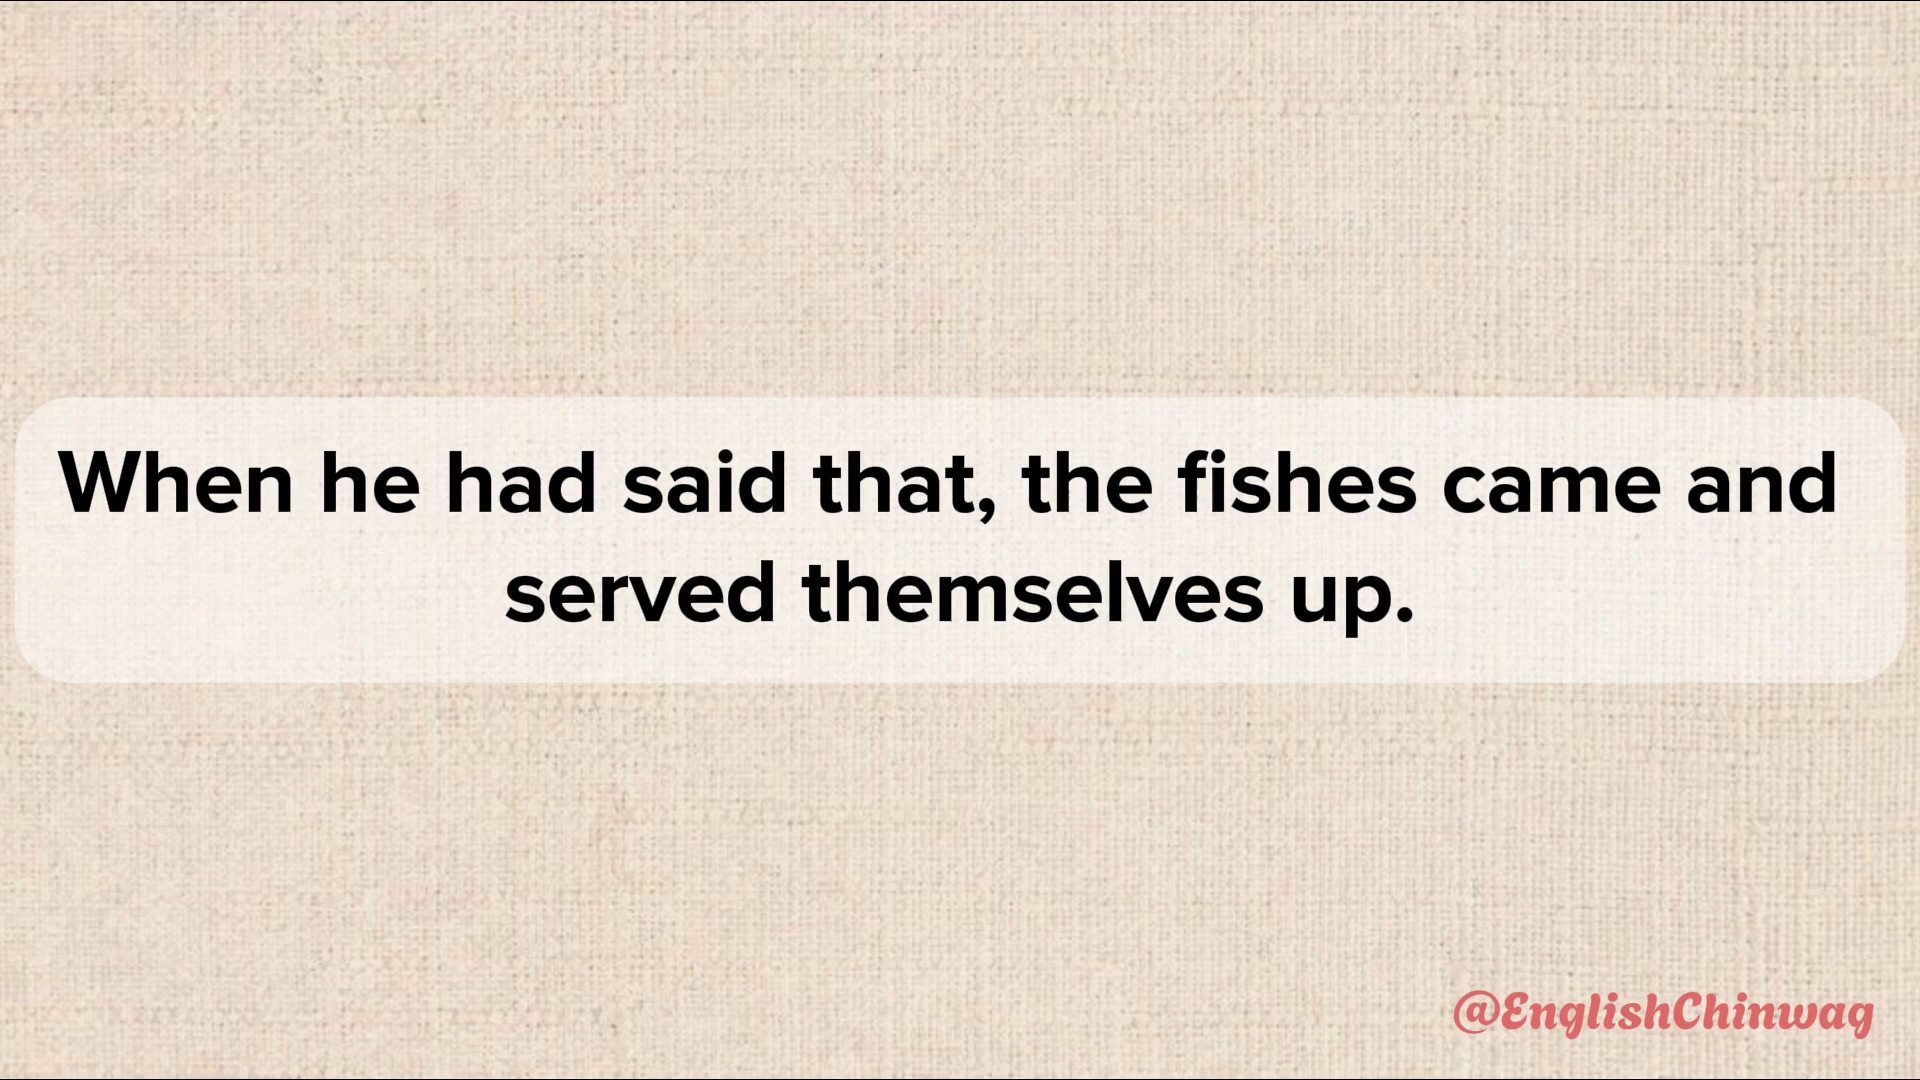 When he had said that, the fishes came and
served themselves up.
@EnglishChinwag